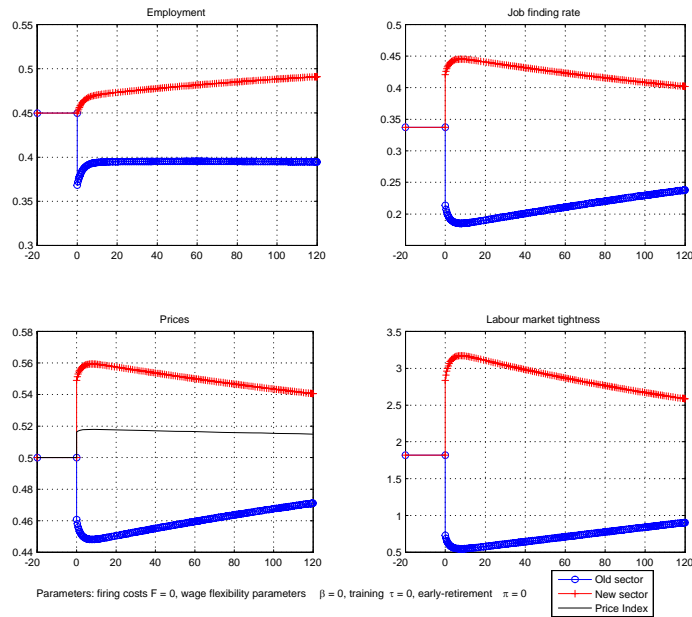 Employment
0.55
0.5
0.45
0.4
0.35
0.3
-20 0 20 40 60 80 100 120
Job finding rate
0.5
0.45
0.4
0.35
0.3
0.25
0.2
-20 0 20 40 60 80 100 120
Prices
0.58
0.56
0.54
0.52
0.5
0.48
0.46
0.44
-20 0 20 40 60 80 100 120
Labour market tightness
3.5
3
2.5
2
1.5
1
0.5
-20 0 20 40 60 80 100 120
Parameters: firing costs F = 0, wage flexibility parameters β = 0, training τ = 0, early-retirement π = 0
Old sector
New sector
Price Index